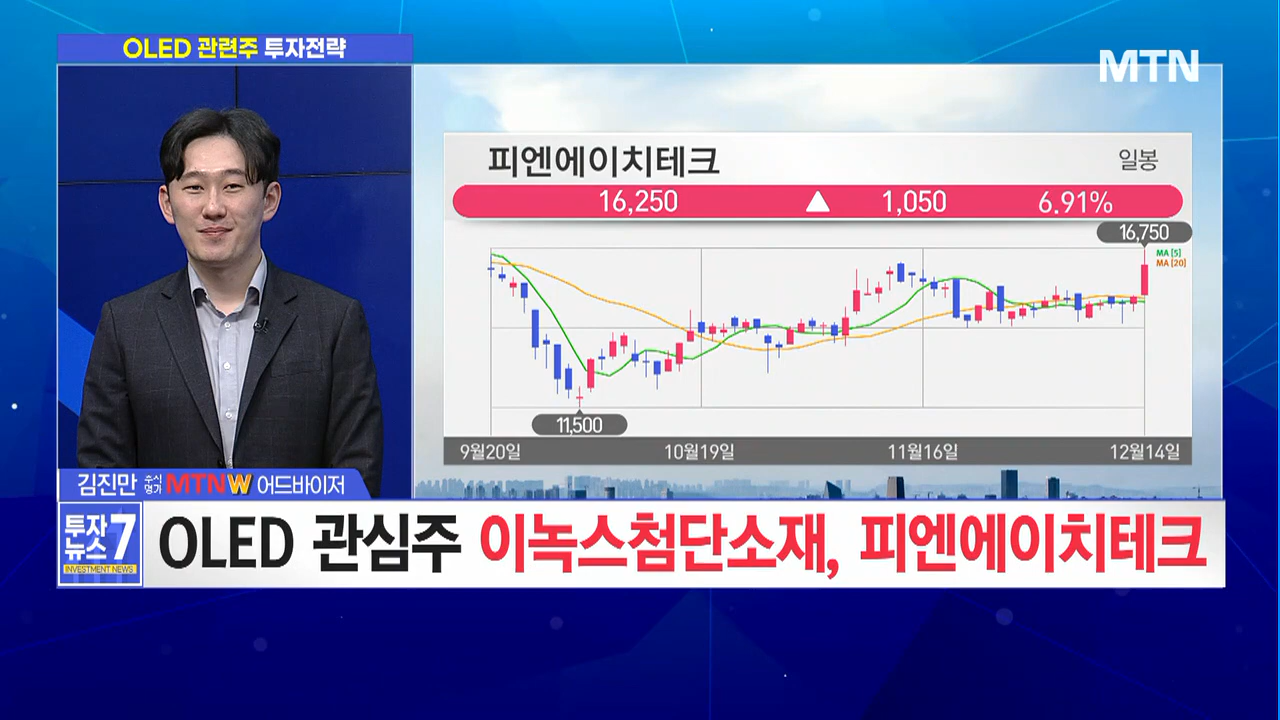 OLED 관련주 투자전략
MTN
피엔에이치테크
일봉
16,250 ▲ 1,050 6.91%
16,750
MA [5]
MA [20]
11,500
9월20일 10월19일 11월16일 12월14일
김진만 주식명가 MTNW 어드바이저
투자뉴스7
INVESTMENT NEWS
OLED 관심주 이녹스첨단소재, 피엔에이치테크